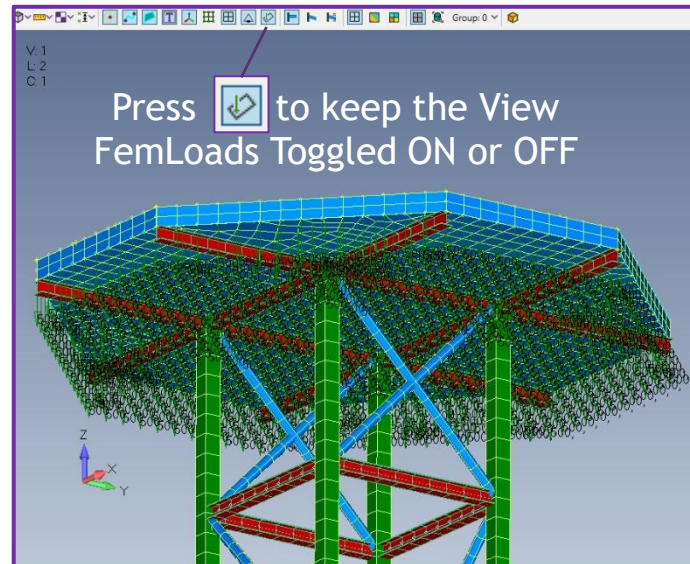 Group: 0
V: 1
L: 2
C: 1
Press to keep the View
FemLoads Toggled ON or OFF
Z
X
Y